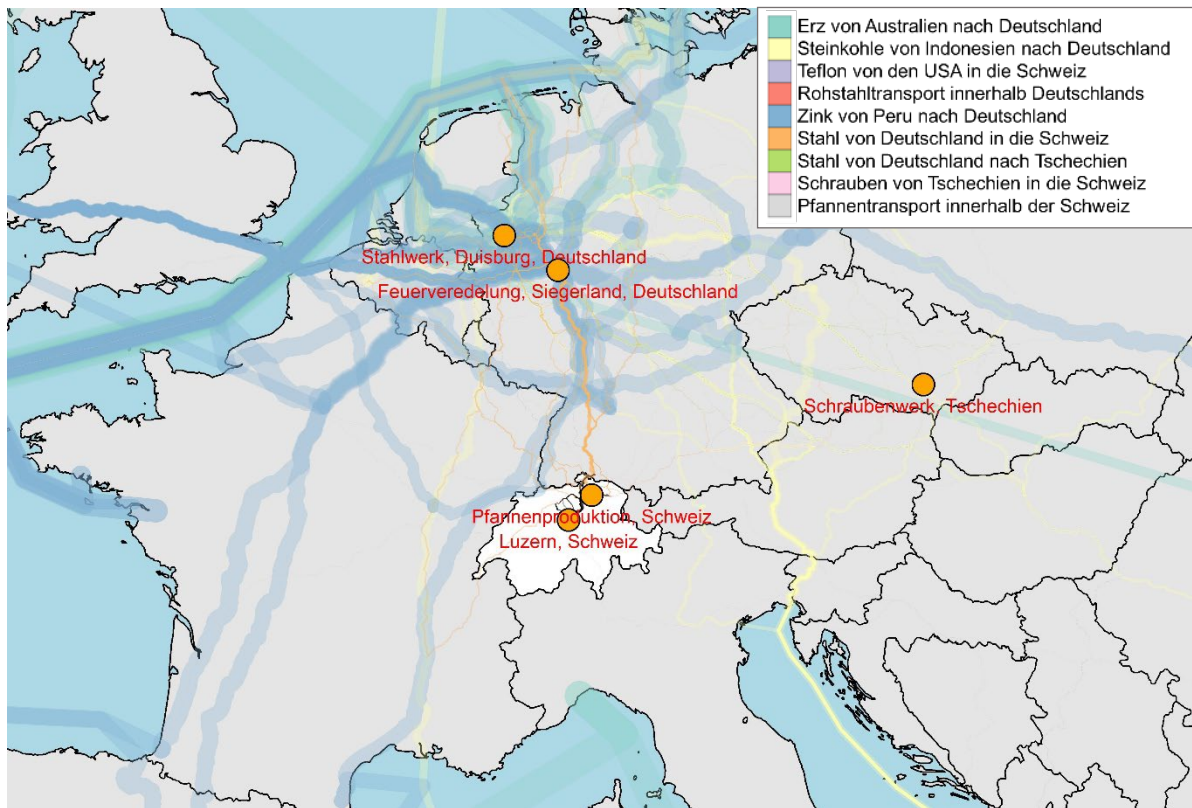 Erz von Australien nach Deutschland
Steinkohle von Indonesien nach Deutschland
Teflon von den USA in die Schweiz
Rohstahltransport innerhalb Deutschlands
Zink von Peru nach Deutschland
Stahl von Deutschland in die Schweiz
Stahl von Deutschland nach Tschechien
Schrauben von Tschechien in die Schweiz
Pfannentransport innerhalb der Schweiz
Stahlwerk, Duisburg, Deutschland
Feuerveredelung, Siegerland, Deutschland
Schraubenwerk, Tschechien
Pfannenproduktion, Schweiz
Luzern, Schweiz